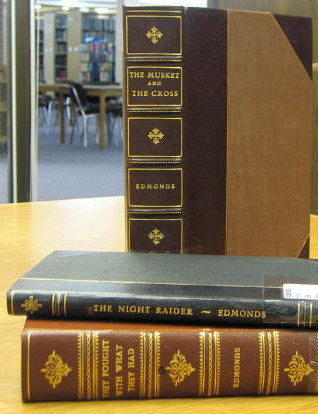 THE MUSKET
AND
THE CROSS
EDMONDS
THE NIGHT RAIDER ~ EDMONDS
THEY FOUGHT
WITH WHAT
THEY HAD
EDMONDS